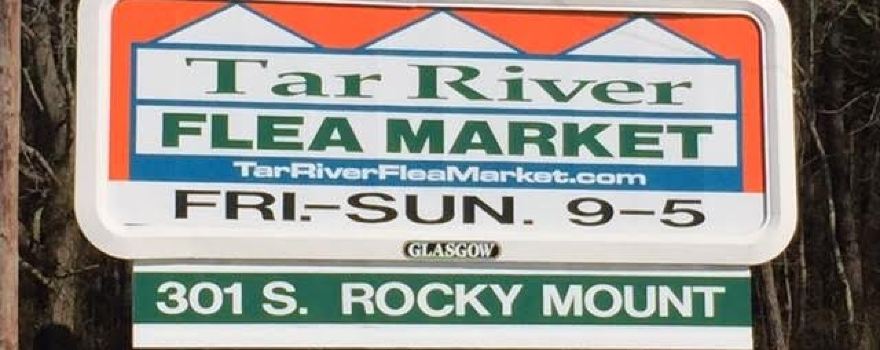 Tar River
FLEA MARKET
TarRiverFleaMarket.com
FRI.-SUN. 9-5
GLASGOW
301 S. ROCKY MOUNT